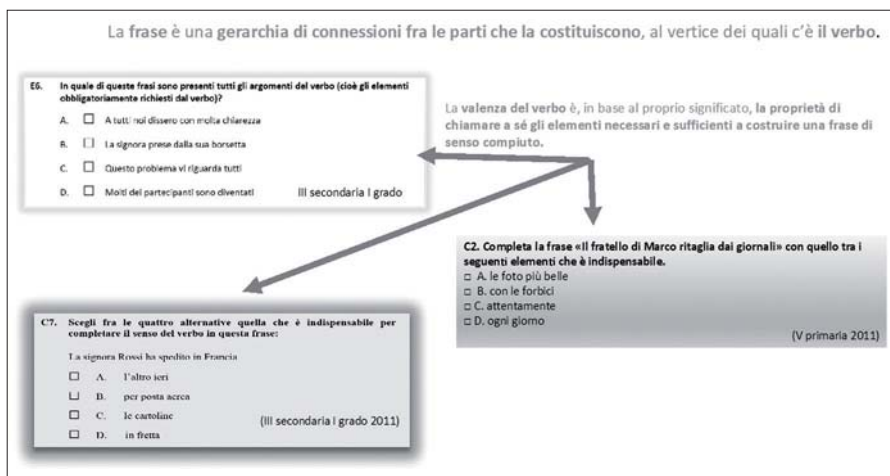 La frase è una gerarchia di connessioni fra le parti che la costituiscono, al vertice dei quali c'è il verbo.
E6. In quale di queste frasi sono presenti tutti gli argomenti del verbo (cioè gli elementi
obbligatoriamente richiesti dal verbo)?
A. A tutti noi dissero con molta chiarezza
B. La signora prese dalla sua borsetta
C. Questo problema vi riguarda tutti
D. Molti dei partecipanti sono diventati
III secondaria I grado
La valenza del verbo è, in base al proprio significato, la proprietà di
chiamare a sé gli elementi necessari e sufficienti a costruire una frase di
senso compiuto.
C2. Completa la frase «Il fratello di Marco ritaglia dai giornali» con quello tra i
seguenti elementi che è indispensabile.
□ A. le foto più belle
□ B. con le forbici
□ C. attentamente
□ D. ogni giorno
(V primaria 2011)
C7. Scegli fra le quattro alternative quella che è indispensabile per
completare il senso del verbo in questa frase:
La signora Rossi ha spedito in Francia
A. l'altro ieri
B. per posta aerea
C. le cartoline
D. in fretta
(III secondaria I grado 2011)